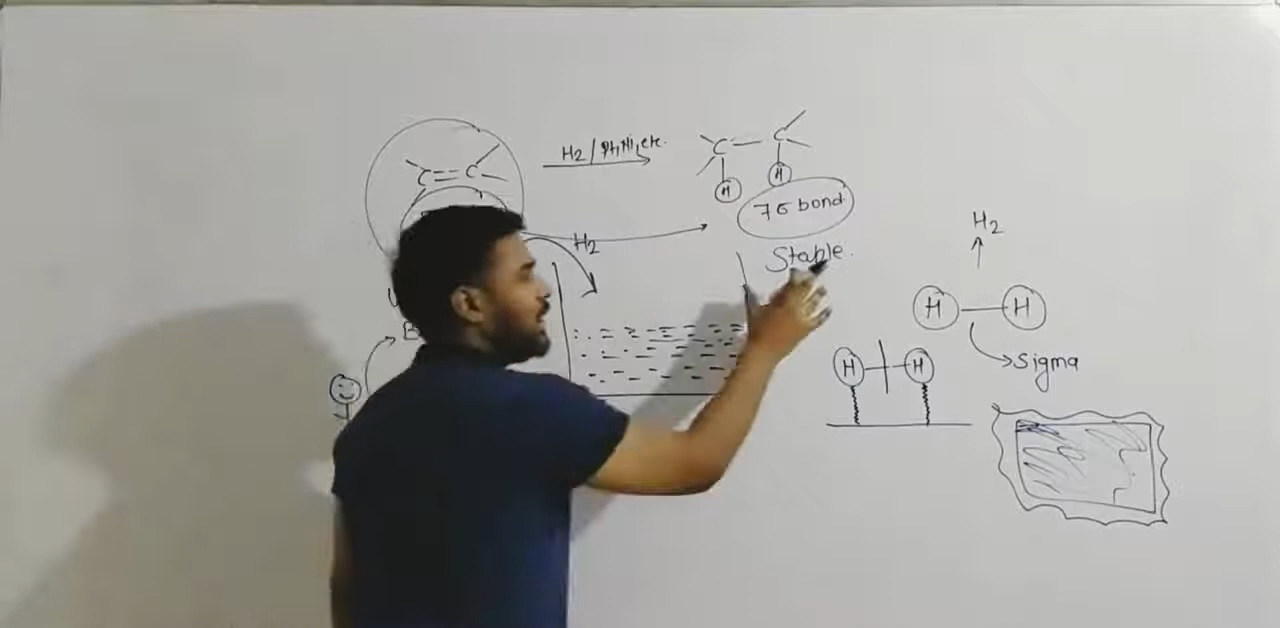 C=C
H2/Pt,Ni,etc.
C—C
H H
7σ bond
H2
Stable.
H2
H—H
Sigma
H H